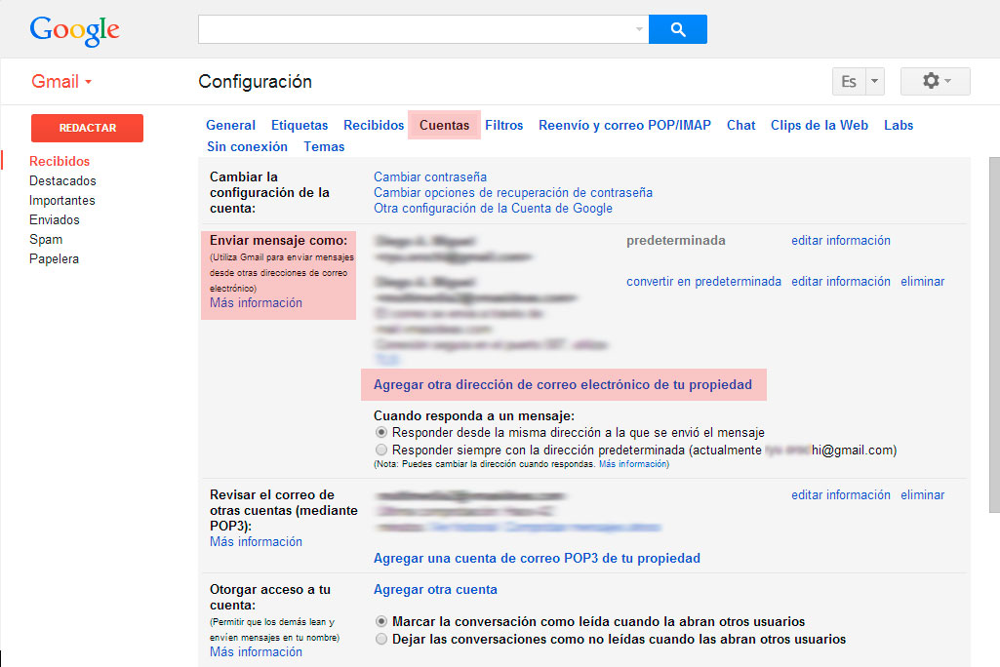 Google
Gmail
Configuración
Es
REDACTAR
General Etiquetas Recibidos Cuentas Filtros Reenvío y correo POP/IMAP Chat Clips de la Web Labs
Sin conexión Temas
Recibidos
Destacados
Importantes
Enviados
Spam
Papelera
Cambiar la
configuración de la
cuenta:
Cambiar contraseña
Cambiar opciones de recuperación de contraseña
Otra configuración de la Cuenta de Google
Enviar mensaje como:
(Utiliza Gmail para enviar mensajes
desde otras direcciones de correo
electrónico)
Más información
predeterminada editar información
convertir en predeterminada editar información eliminar
Agregar otra dirección de correo electrónico de tu propiedad
Cuando responda a un mensaje:
Responder desde la misma dirección a la que se envió el mensaje
Responder siempre con la dirección predeterminada (actualmente hi@gmail.com)
(Nota: Puedes cambiar la dirección cuando respondas. Más información)
Revisar el correo de
otras cuentas (mediante
POP3):
Más información
editar información eliminar
Agregar una cuenta de correo POP3 de tu propiedad
Otorgar acceso a tu
cuenta:
(Permitir que los demás lean y
envíen mensajes en tu nombre)
Más información
Agregar otra cuenta
Marcar la conversación como leída cuando la abran otros usuarios
Dejar las conversaciones como no leídas cuando las abran otros usuarios